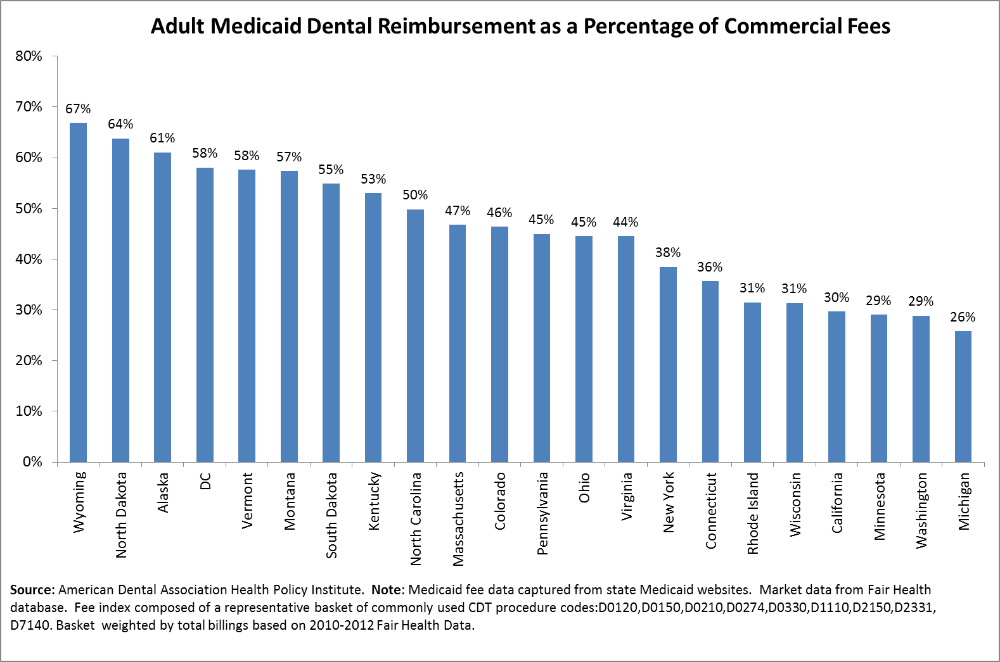 Adult Medicaid Dental Reimbursement as a Percentage of Commercial Fees
80%
70%
60%
50%
40%
30%
20%
10%
0%
67%
64%
61%
58%
58%
57%
55%
53%
50%
47%
46%
45%
45%
44%
38%
36%
31%
31%
30%
29%
29%
26%
Wyoming
North Dakota
Alaska
DC
Vermont
Montana
South Dakota
Kentucky
North Carolina
Massachusetts
Colorado
Pennsylvania
Ohio
Virginia
New York
Connecticut
Rhode Island
Wisconsin
California
Minnesota
Washington
Michigan
Source: American Dental Association Health Policy Institute.  Note: Medicaid fee data captured from state Medicaid websites.  Market data from Fair Health
database.  Fee index composed of a representative basket of commonly used CDT procedure codes:D0120,D0150,D0210,D0274,D0330,D1110,D2150,D2331,
D7140. Basket  weighted by total billings based on 2010-2012 Fair Health Data.